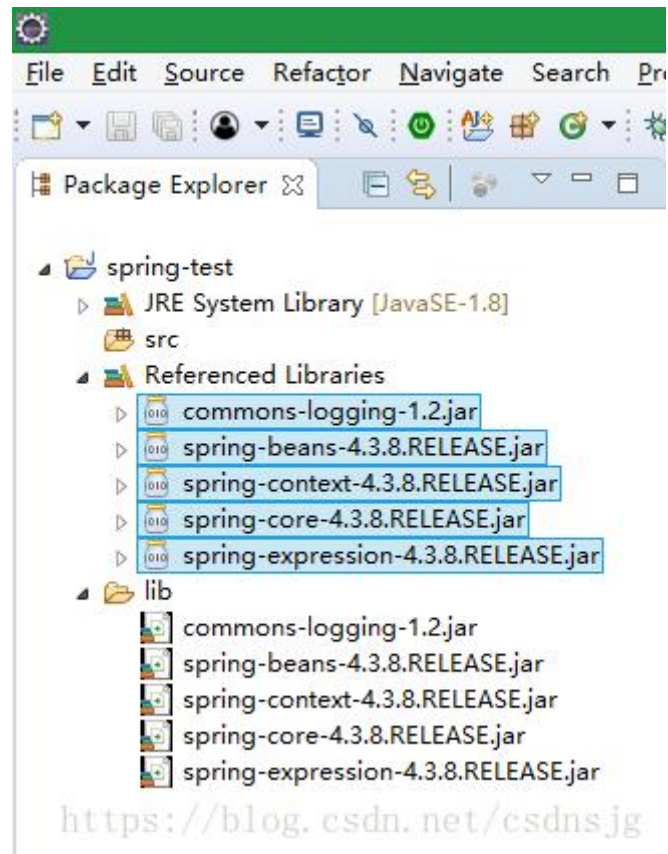 File Edit Source Refactor Navigate Search Pr
Package Explorer
spring-test
JRE System Library [JavaSE-1.8]
src
Referenced Libraries
commons-logging-1.2.jar
spring-beans-4.3.8.RELEASE.jar
spring-context-4.3.8.RELEASE.jar
spring-core-4.3.8.RELEASE.jar
spring-expression-4.3.8.RELEASE.jar
lib
commons-logging-1.2.jar
spring-beans-4.3.8.RELEASE.jar
spring-context-4.3.8.RELEASE.jar
spring-core-4.3.8.RELEASE.jar
spring-expression-4.3.8.RELEASE.jar
https://blog.csdn.net/csdnsjg